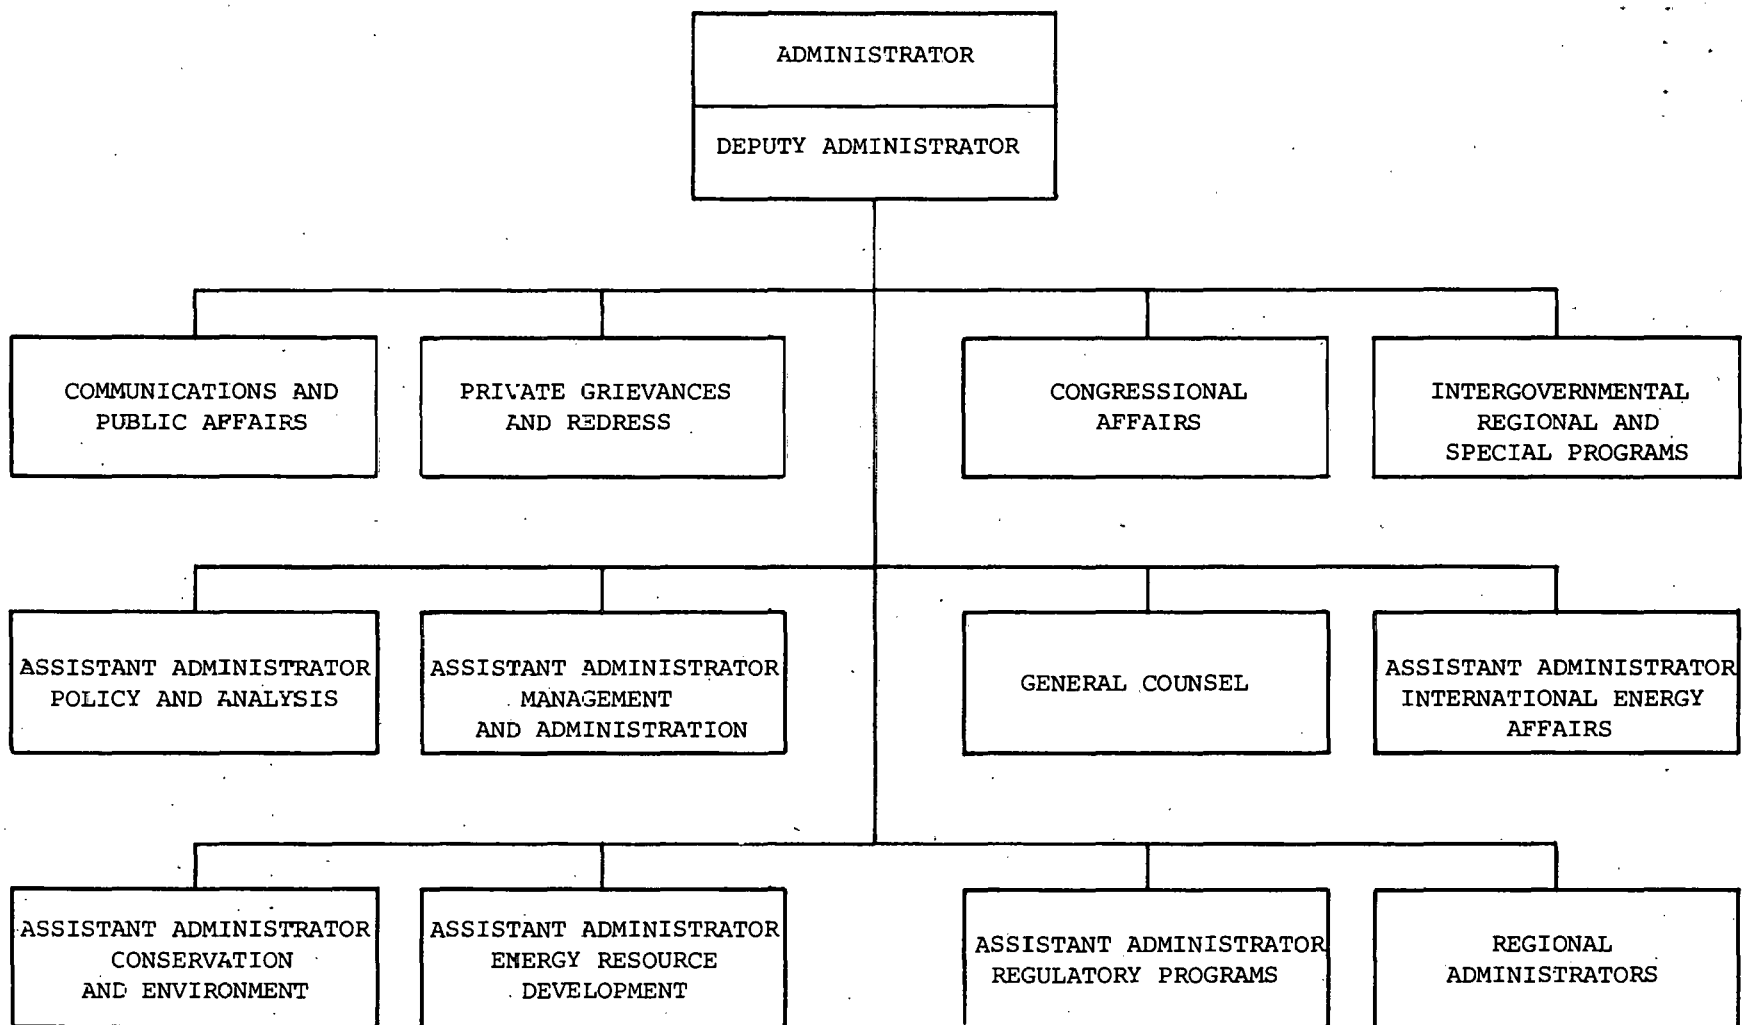 ADMINISTRATOR
DEPUTY ADMINISTRATOR
COMMUNICATIONS AND
PUBLIC AFFAIRS
PRIVATE GRIEVANCES
AND REDRESS
CONGRESSIONAL
AFFAIRS
INTERGOVERNMENTAL
REGIONAL AND
SPECIAL PROGRAMS
ASSISTANT ADMINISTRATOR
POLICY AND ANALYSIS
ASSISTANT ADMINISTRATOR
MANAGEMENT
AND ADMINISTRATION
GENERAL COUNSEL
ASSISTANT ADMINISTRATOR
INTERNATIONAL ENERGY
AFFAIRS
ASSISTANT ADMINISTRATOR
CONSERVATION
AND ENVIRONMENT
ASSISTANT ADMINISTRATOR
ENERGY RESOURCE
DEVELOPMENT
ASSISTANT ADMINISTRATOR
REGULATORY PROGRAMS
REGIONAL
ADMINISTRATORS